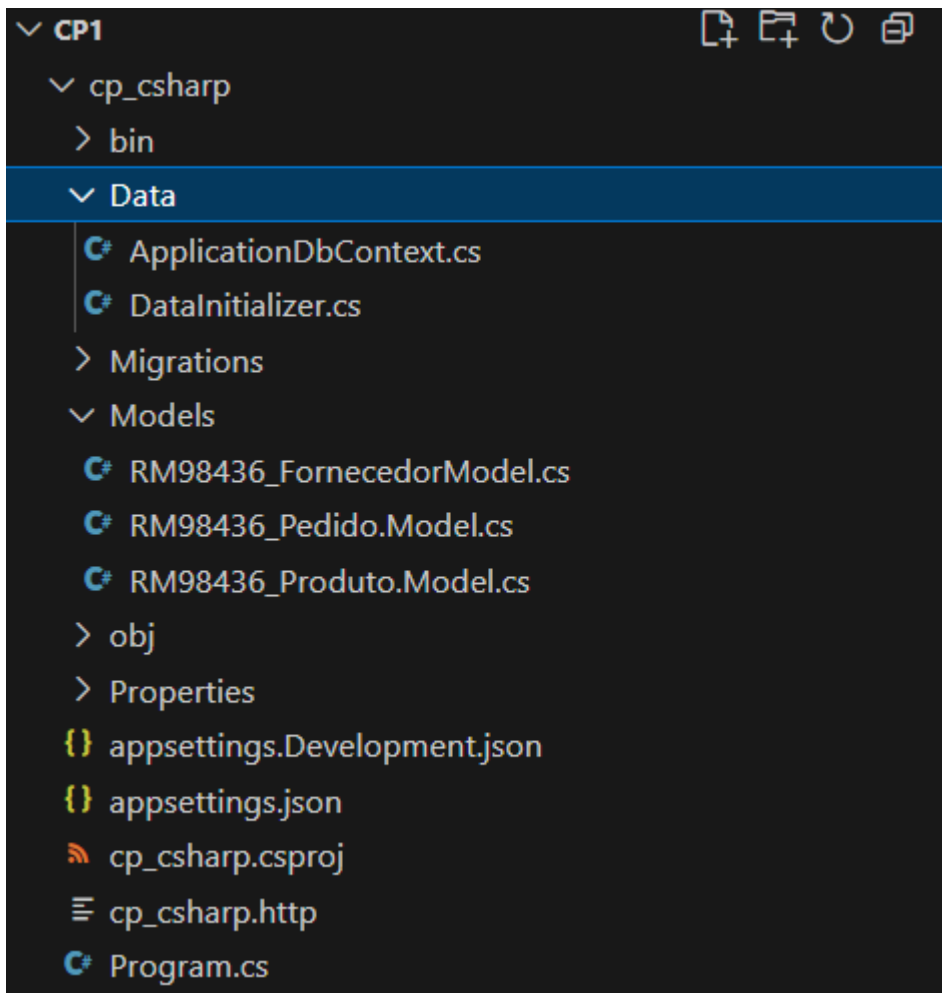 CP1
cp_csharp
bin
Data
C# ApplicationDbContext.cs
C# DataInitializer.cs
Migrations
Models
C# RM98436_FornecedorModel.cs
C# RM98436_Pedido.Model.cs
C# RM98436_Produto.Model.cs
obj
Properties
{} appsettings.Development.json
{} appsettings.json
cp_csharp.csproj
cp_csharp.http
C# Program.cs